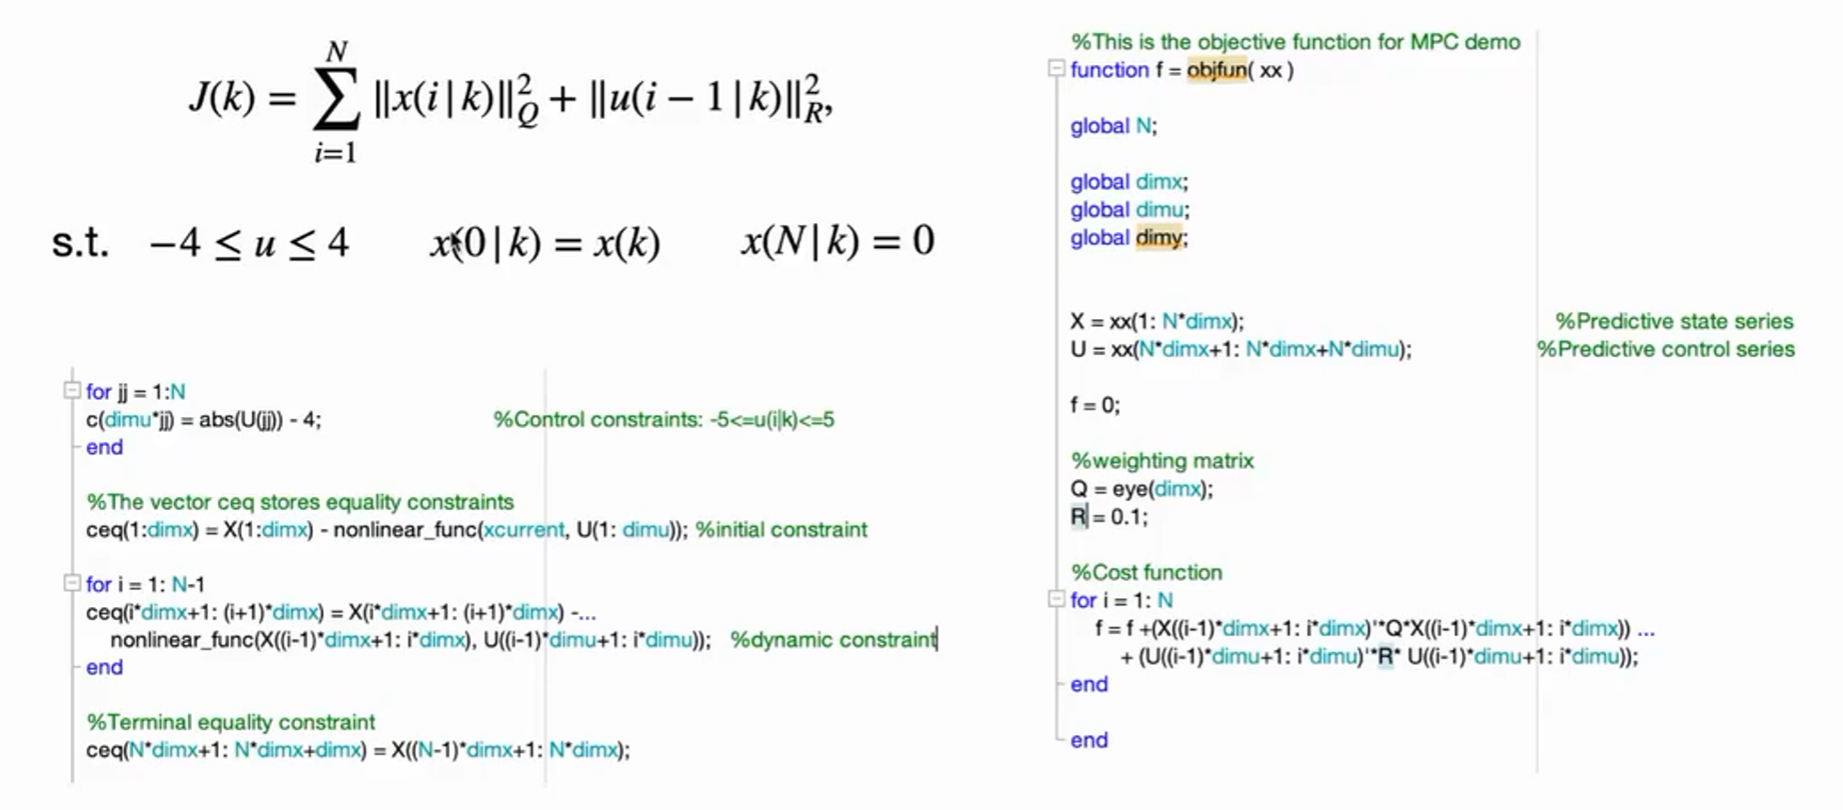 J(k) = \sum_{i=1}^{N} \|x(i|k)\|_Q^2 + \|u(i-1|k)\|_R^2,
s.t. -4 ≤ u ≤ 4 x(0|k) = x(k) x(N|k) = 0
for jj = 1:N
c(dimu*jj) = abs(U(jj)) - 4; %Control constraints: -5<=u(i|k)<=5
end
%The vector ceq stores equality constraints
ceq(1:dimx) = X(1:dimx) - nonlinear_func(xcurrent, U(1: dimu)); %initial constraint
for i = 1: N-1
ceq(i*dimx+1: (i+1)*dimx) = X(i*dimx+1: (i+1)*dimx) -...
nonlinear_func(X((i-1)*dimx+1: i*dimx), U((i-1)*dimu+1: i*dimu)); %dynamic constraint
end
%Terminal equality constraint
ceq(N*dimx+1: N*dimx+dimx) = X((N-1)*dimx+1: N*dimx);
%This is the objective function for MPC demo
function f = objfun( xx )
global N;
global dimx;
global dimu;
global dimy;
X = xx(1: N*dimx); %Predictive state series
U = xx(N*dimx+1: N*dimx+N*dimu); %Predictive control series
f = 0;
%weighting matrix
Q = eye(dimx);
R = 0.1;
%Cost function
for i = 1: N
f = f +(X((i-1)*dimx+1: i*dimx)'*Q*X((i-1)*dimx+1: i*dimx)) ...
+ (U((i-1)*dimu+1: i*dimu)'*R* U((i-1)*dimu+1: i*dimu));
end
end